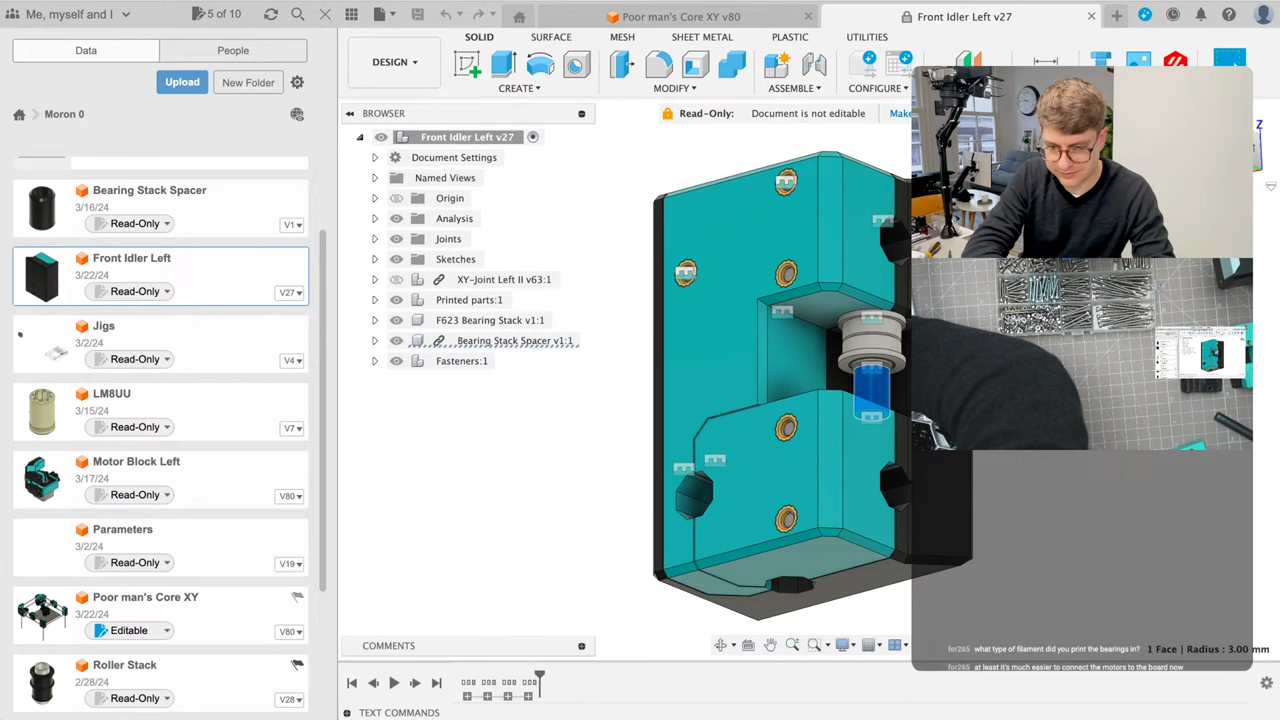 Me, myself and I
5 of 10
Poor man's Core XY v80
Front Idler Left v27
Data
People
SOLID
SURFACE
MESH
SHEET METAL
PLASTIC
UTILITIES
DESIGN
Upload
New Folder
CREATE
MODIFY
ASSEMBLE
CONFIGURE
Moron 0
BROWSER
Read-Only:
Document is not editable
Make
Front Idler Left v27
Document Settings
Named Views
Origin
Analysis
Joints
Sketches
XY-Joint Left II v63:1
Printed parts:1
F623 Bearing Stack v1:1
Bearing Stack Spacer v1:1
Fasteners:1
Bearing Stack Spacer
3/16/24
Read-Only
V1
Front Idler Left
3/22/24
Read-Only
V27
Jigs
3/2/24
Read-Only
V4
LM8UU
3/15/24
Read-Only
V7
Motor Block Left
3/17/24
Read-Only
V80
Parameters
3/2/24
Read-Only
V19
Poor man's Core XY
3/22/24
Editable
V80
Roller Stack
2/28/24
Read-Only
V28
Z
COMMENTS
for265 what type of filament did you print the bearings in?
1 Face | Radius : 3.00 mm
for265 at least it's much easier to connect the motors to the board now
TEXT COMMANDS